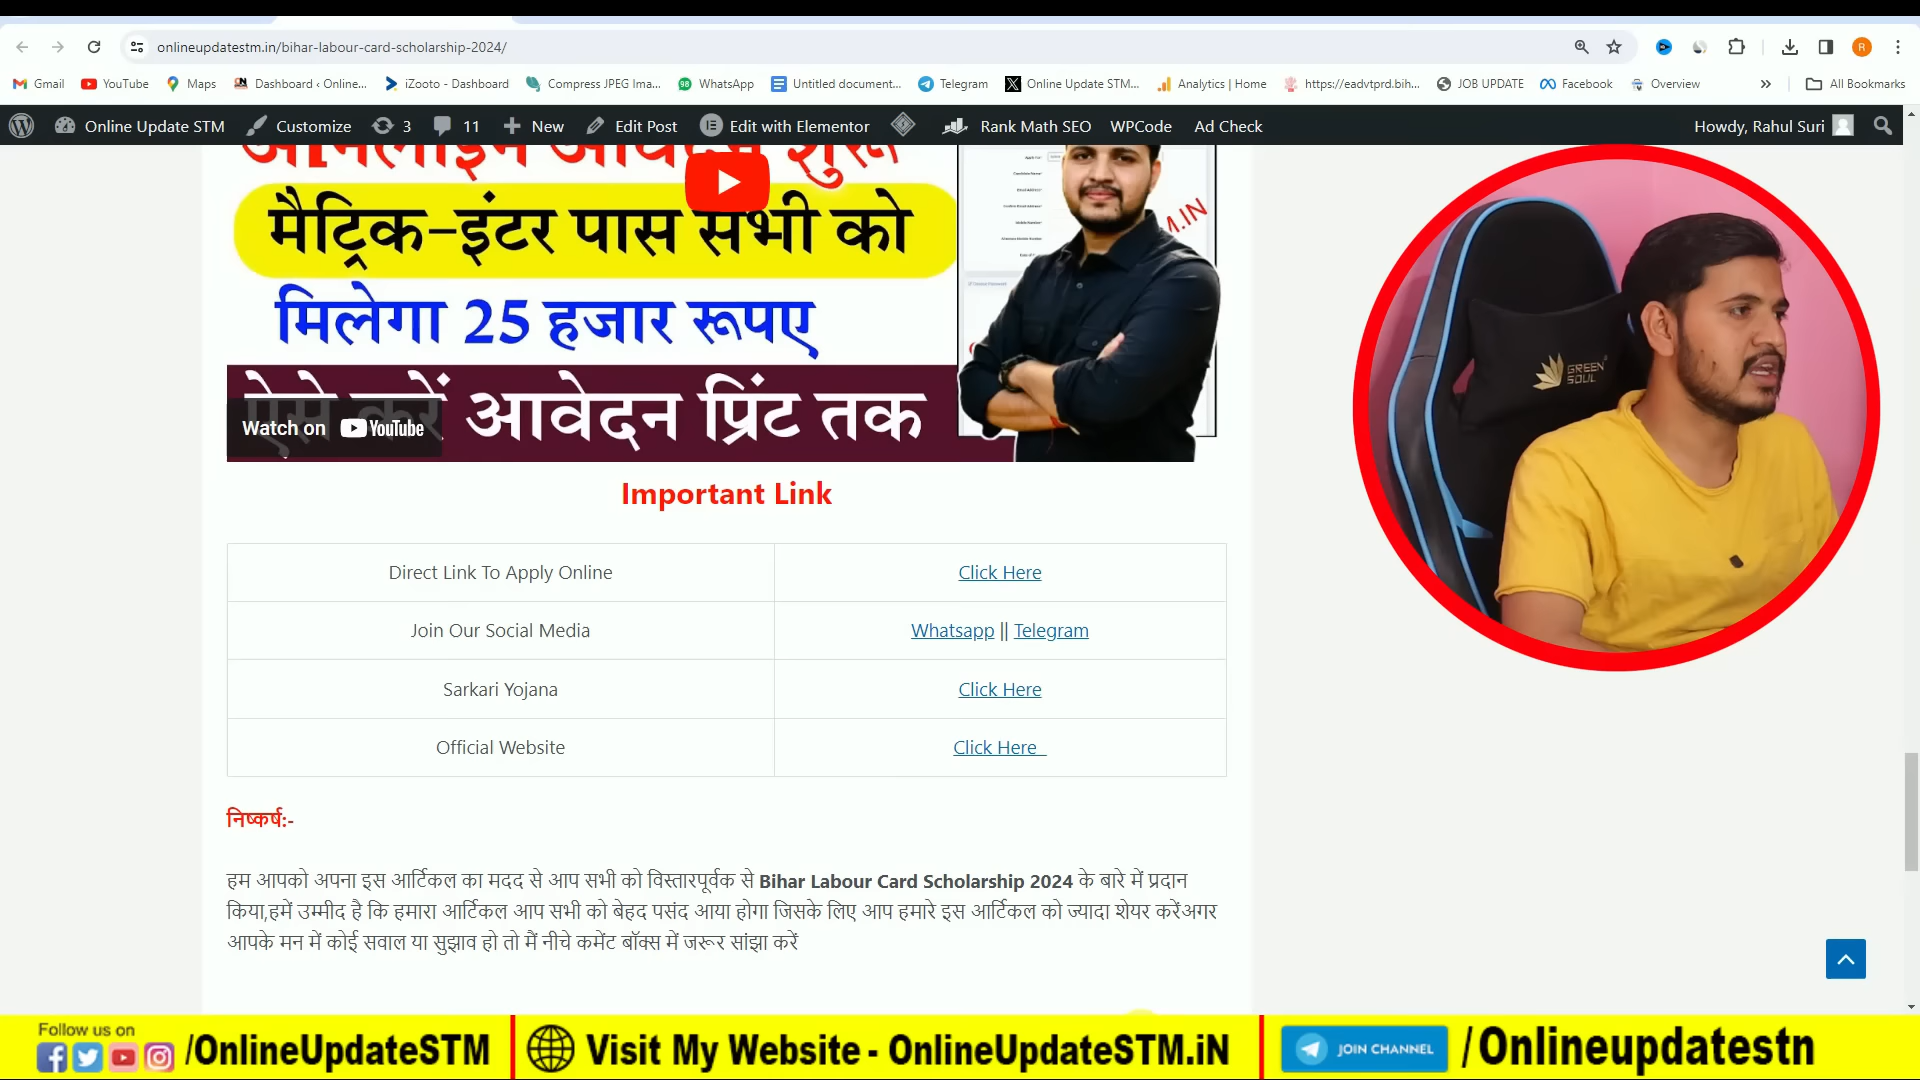 onlineupdatestm.in/bihar-labour-card-scholarship-2024/
R
Gmail YouTube Maps Dashboard ‹ Online... iZooto - Dashboard Compress JPEG Ima... WhatsApp Untitled document... Telegram Online Update STM... Analytics | Home https://eadvtprd.bih... JOB UPDATE Facebook Overview » All Bookmarks
Online Update STM Customize 3 11 New Edit Post Edit with Elementor Rank Math SEO WPCode Ad Check Howdy, Rahul Suri
ऑनलाइन आवेदन शुरू
मैट्रिक-इंटर पास सभी को
M.IN
मिलेगा 25 हजार रूपए
ऐसे करें आवेदन प्रिंट तक
Watch on YouTube
GREEN SOUL
Important Link
Direct Link To Apply Online Click Here
Join Our Social Media Whatsapp || Telegram
Sarkari Yojana Click Here
Official Website Click Here
निष्कर्ष:-
हम आपको अपना इस आर्टिकल का मदद से आप सभी को विस्तारपूर्वक से Bihar Labour Card Scholarship 2024 के बारे में प्रदान
किया,हमें उम्मीद है कि हमारा आर्टिकल आप सभी को बेहद पसंद आया होगा जिसके लिए आप हमारे इस आर्टिकल को ज्यादा शेयर करेंअगर
आपके मन में कोई सवाल या सुझाव हो तो मैं नीचे कमेंट बॉक्स में जरूर सांझा करें
Follow us on
/OnlineUpdateSTM Visit My Website - OnlineUpdateSTM.iN JOIN CHANNEL /Onlineupdatestn